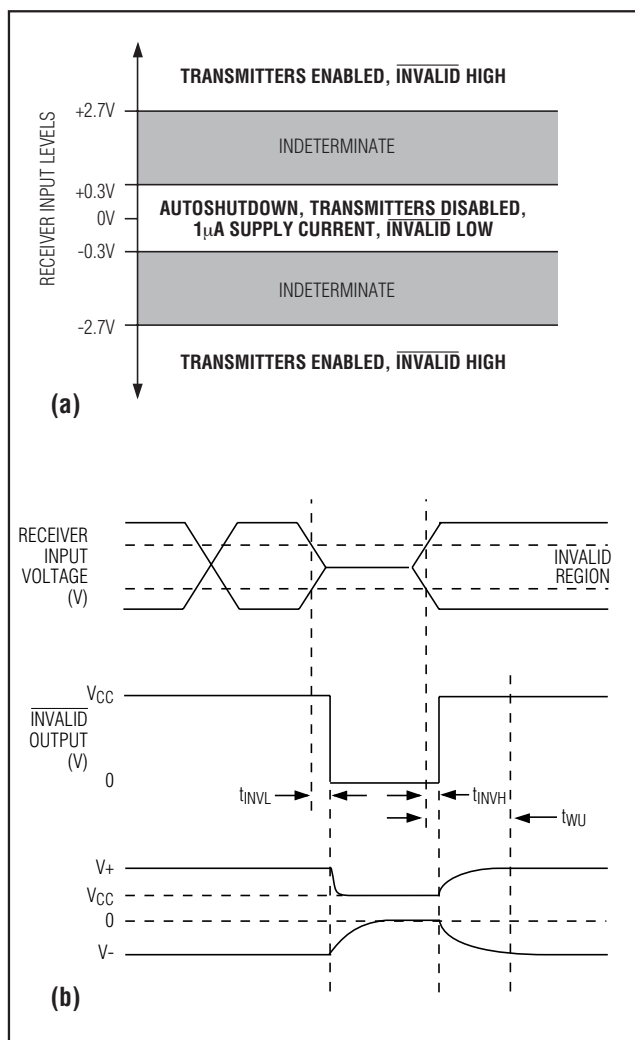 TRANSMITTERS ENABLED, INVALID HIGH
+2.7V
INDETERMINATE
+0.3V
AUTOSHUTDOWN, TRANSMITTERS DISABLED,
0V
1μA SUPPLY CURRENT, INVALID LOW
-0.3V
INDETERMINATE
-2.7V
TRANSMITTERS ENABLED, INVALID HIGH
RECEIVER INPUT LEVELS
(a)
RECEIVER
INPUT
VOLTAGE
(V)
INVALID
REGION
VCC
INVALID
OUTPUT
(V)
0
tINVL
tINVH
tWU
V+
VCC
0
V-
(b)